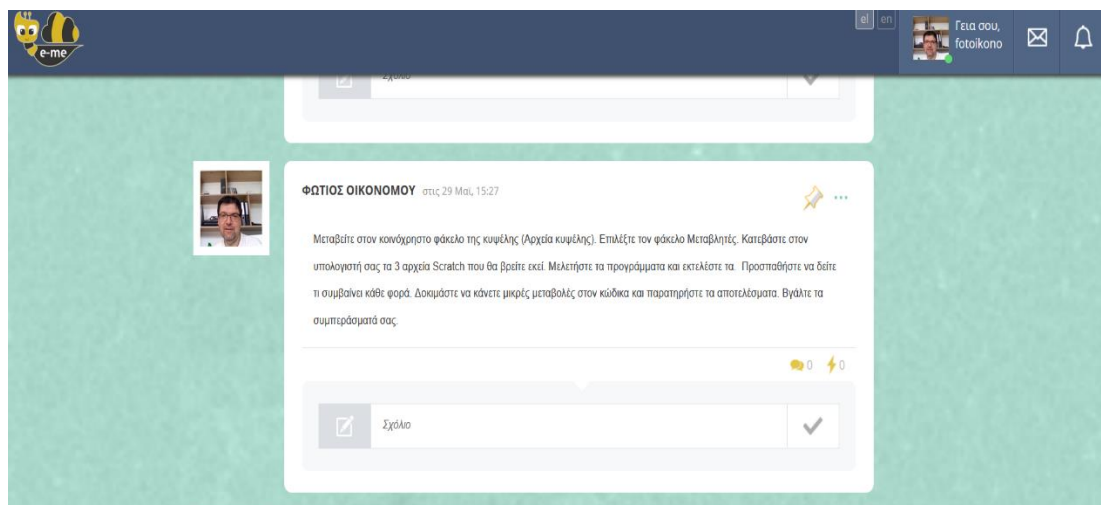 e-me
el en
Γεια σου,
fotoikono
Σχόλιο
ΦΩΤΙΟΣ ΟΙΚΟΝΟΜΟΥ στις 29 Μαϊ, 15:27
Μεταβείτε στον κοινόχρηστο φάκελο της κυψέλης (Αρχεία κυψέλης). Επιλέξτε τον φάκελο Μεταβλητές. Κατεβάστε στον
υπολογιστή σας τα 3 αρχεία Scratch που θα βρείτε εκεί. Μελετήστε τα προγράμματα και εκτελέστε τα. Προσπαθήστε να δείτε
τι συμβαίνει κάθε φορά. Δοκιμάστε να κάνετε μικρές μεταβολές στον κώδικα και παρατηρήστε τα αποτελέσματα. Βγάλτε τα
συμπεράσματά σας.
0 0
Σχόλιο